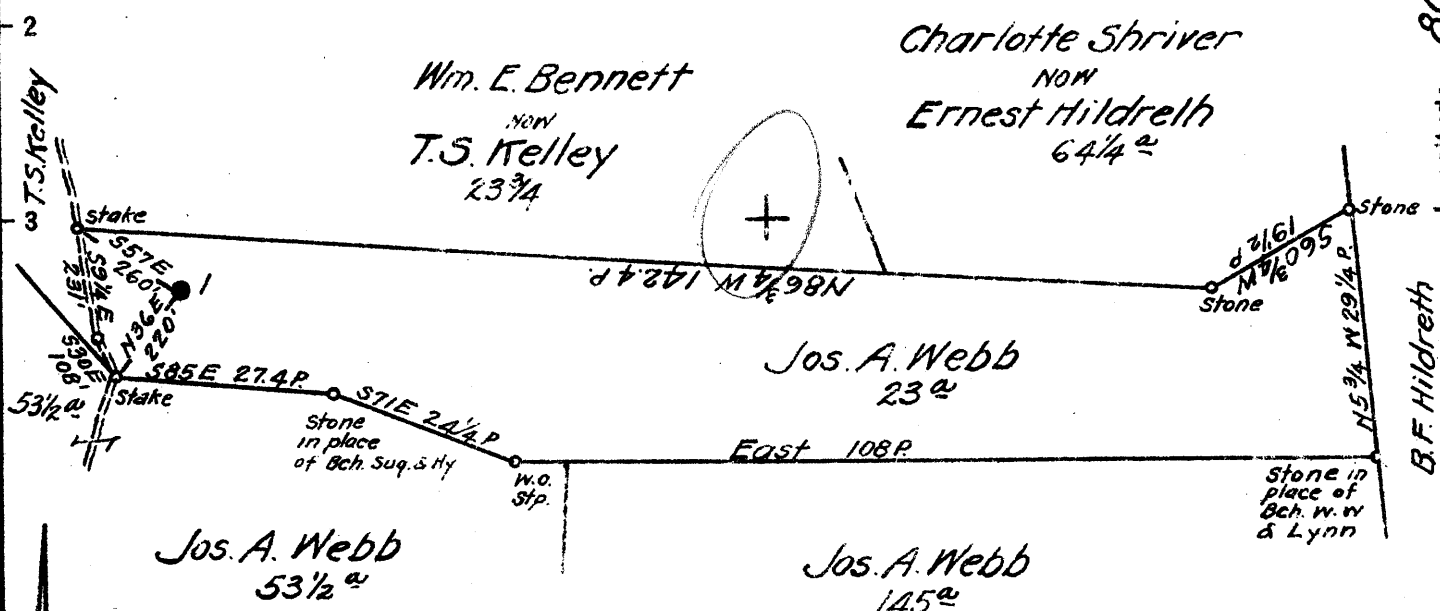 2
Charlotte Shriver
NOW
Ernest Hildreth
64 1/4 a
Wm. E. Bennett
NOW
T.S. Kelley
23 3/4
T.S. Kelley
3
Stake
S57E
260'
1
S9 1/4 E
231'
N36E
220'
S30E
108'
53 1/2 a
Stake
N86 3/4 W 142.4 P.
S60 3/4 W
19 1/2 P
Stone
Stone
N5 3/4 W 29 1/4 P.
B.F. Hildreth
Jos. A. Webb
23 a
S85E 27.4 P.
Stone
in place
of Bch. Sug. & Hy
S71E 24 1/4 P
W.O.
Stp.
East 108 P.
Stone in
place of
Bch. W.W
& Lynn
Jos. A. Webb
53 1/2 a
Jos. A. Webb
145 a